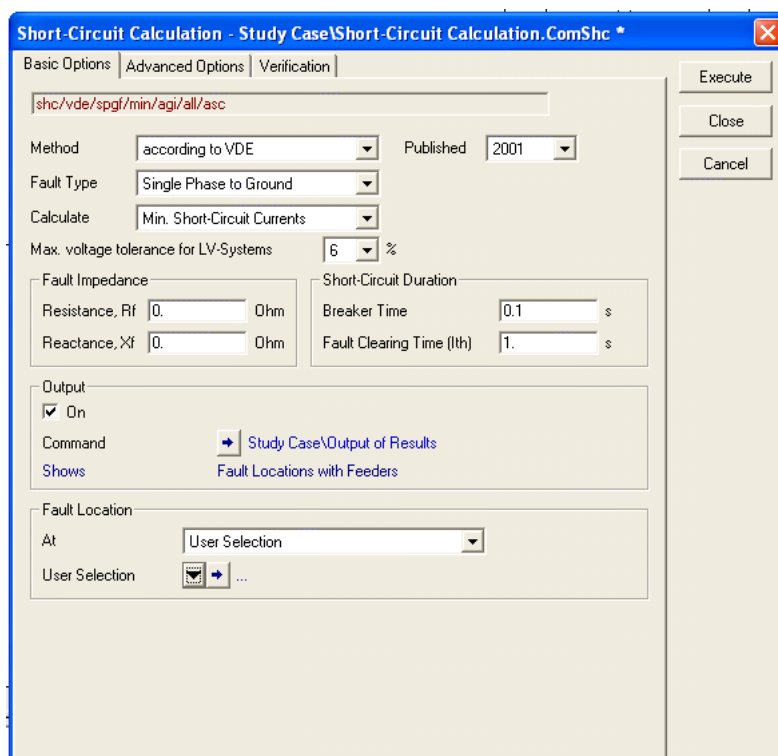 Short-Circuit Calculation - Study Case\Short-Circuit Calculation.ComShc *
Basic Options Advanced Options Verification
Execute
Close
Cancel
shc/vde/spgf/min/agi/all/asc
Method according to VDE Published 2001
Fault Type Single Phase to Ground
Calculate Min. Short-Circuit Currents
Max. voltage tolerance for LV-Systems 6 %
Fault Impedance
Resistance, Rf 0. Ohm
Reactance, Xf 0. Ohm
Short-Circuit Duration
Breaker Time 0.1 s
Fault Clearing Time (Ith) 1. s
Output
On
Command Study Case\Output of Results
Shows Fault Locations with Feeders
Fault Location
At User Selection
User Selection ...